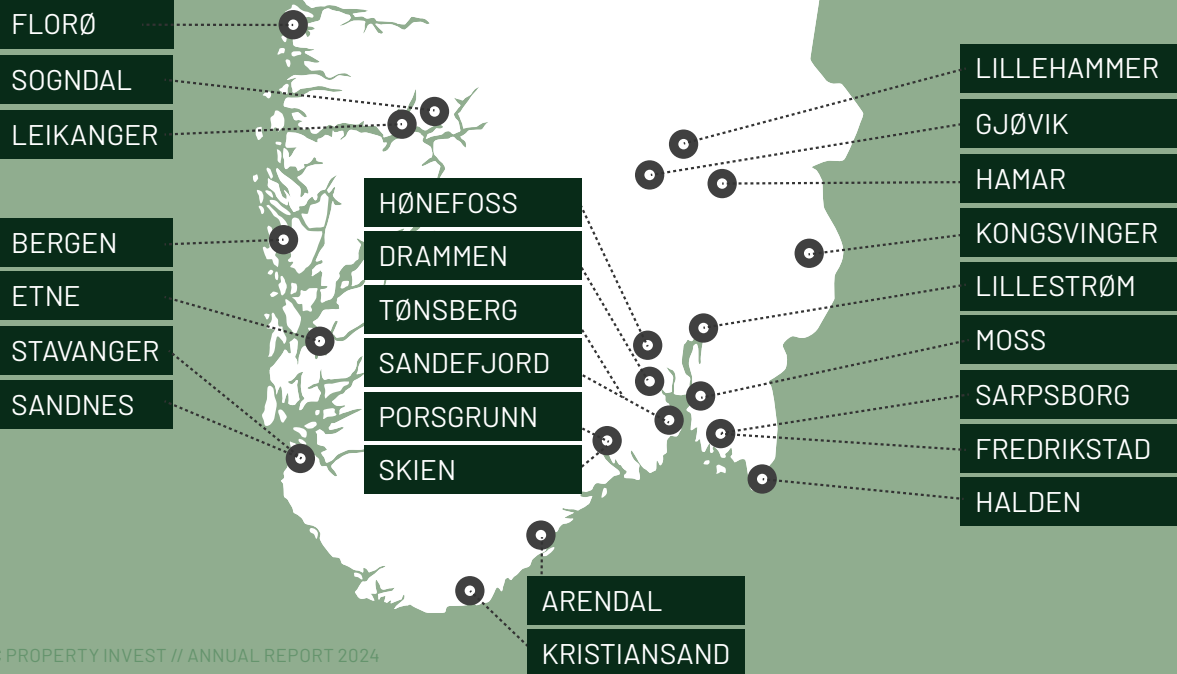 FLORØ
SOGNDAL
LEIKANGER
BERGEN
ETNE
STAVANGER
SANDNES
HØNEFOSS
DRAMMEN
TØNSBERG
SANDEFJORD
PORSGRUNN
SKIEN
ARENDAL
KRISTIANSAND
LILLEHAMMER
GJØVIK
HAMAR
KONGSVINGER
LILLESTRØM
MOSS
SARPSBORG
FREDRIKSTAD
HALDEN
PROPERTY INVEST // ANNUAL REPORT 2024